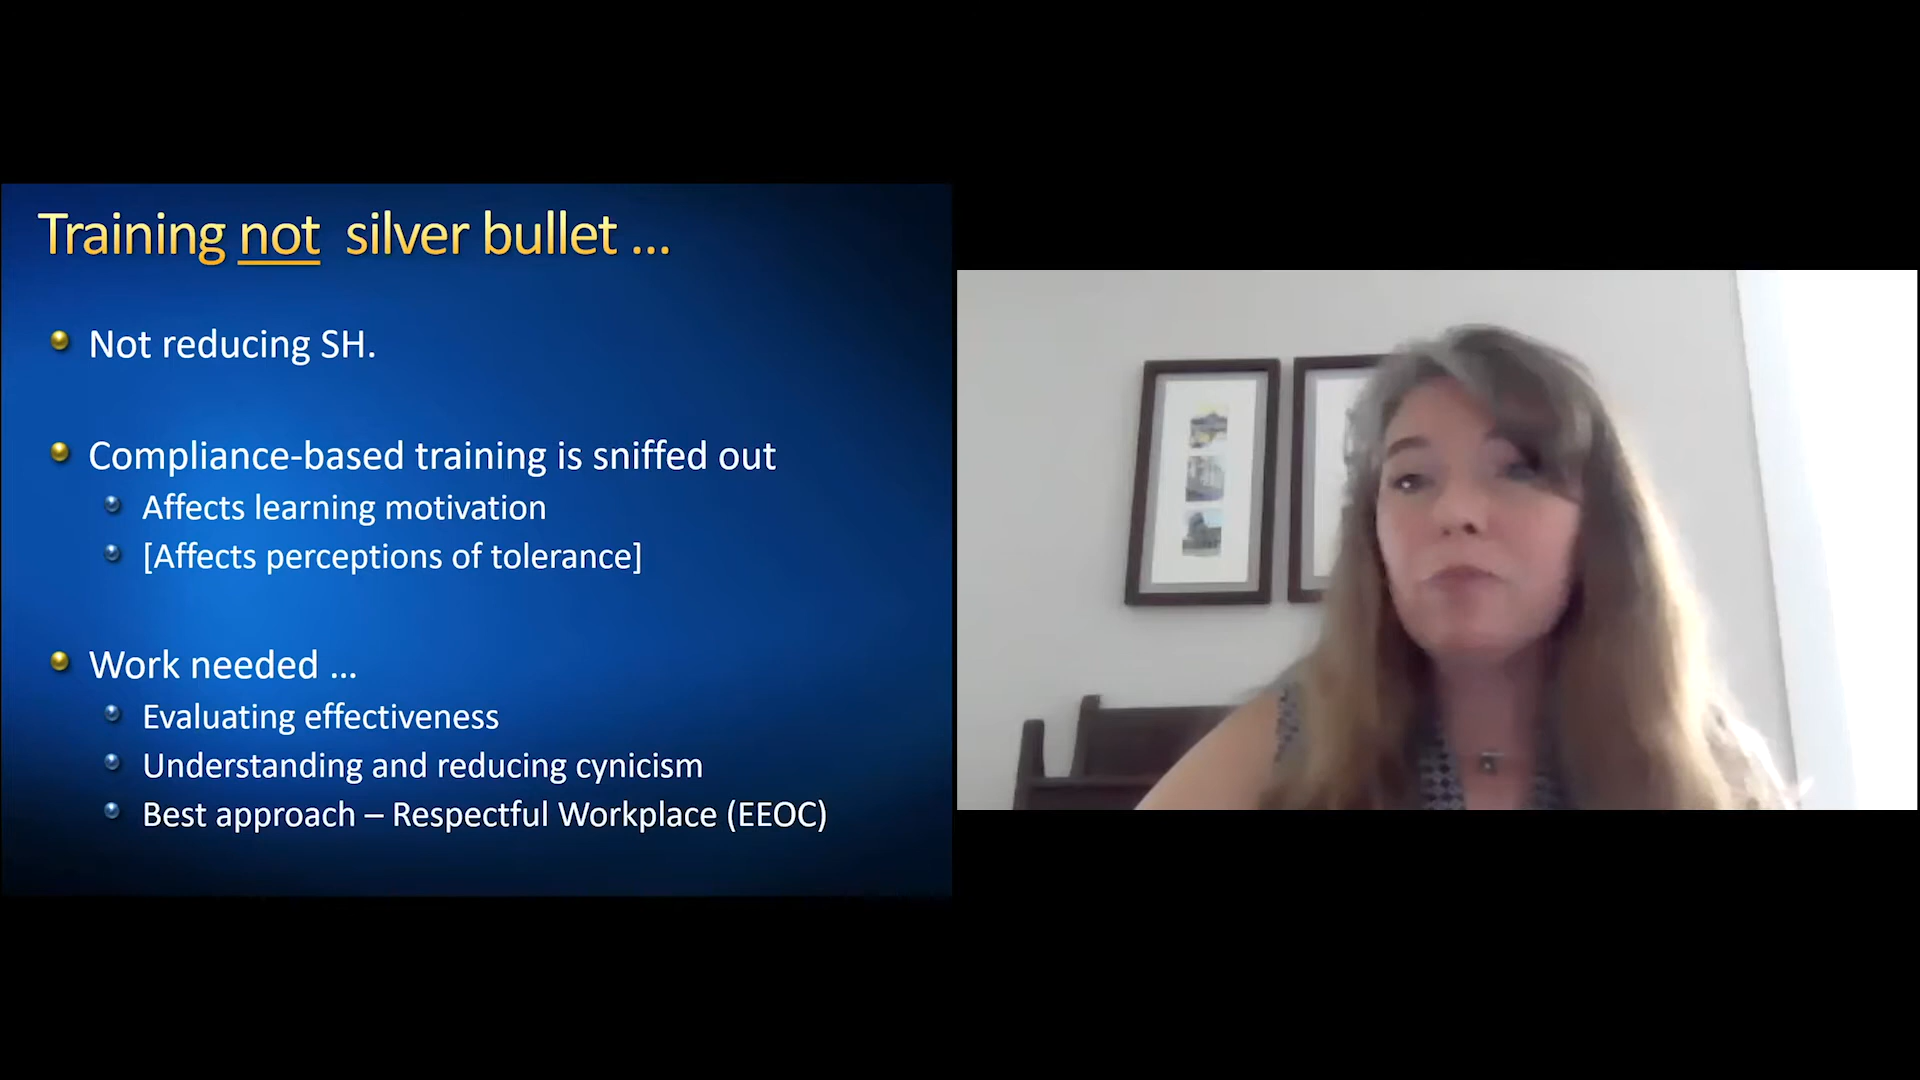 Training not silver bullet ...
Not reducing SH.
Compliance-based training is sniffed out
Affects learning motivation
[Affects perceptions of tolerance]
Work needed ...
Evaluating effectiveness
Understanding and reducing cynicism
Best approach – Respectful Workplace (EEOC)